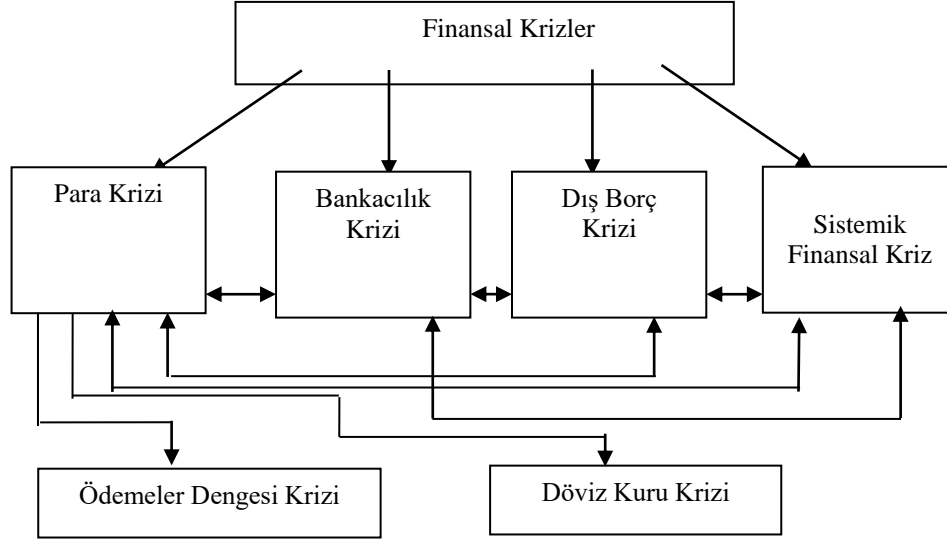 Finansal Krizler
Para Krizi
Bankacılık
Krizi
Dış Borç
Krizi
Sistemik
Finansal Kriz
Ödemeler Dengesi Krizi
Döviz Kuru Krizi